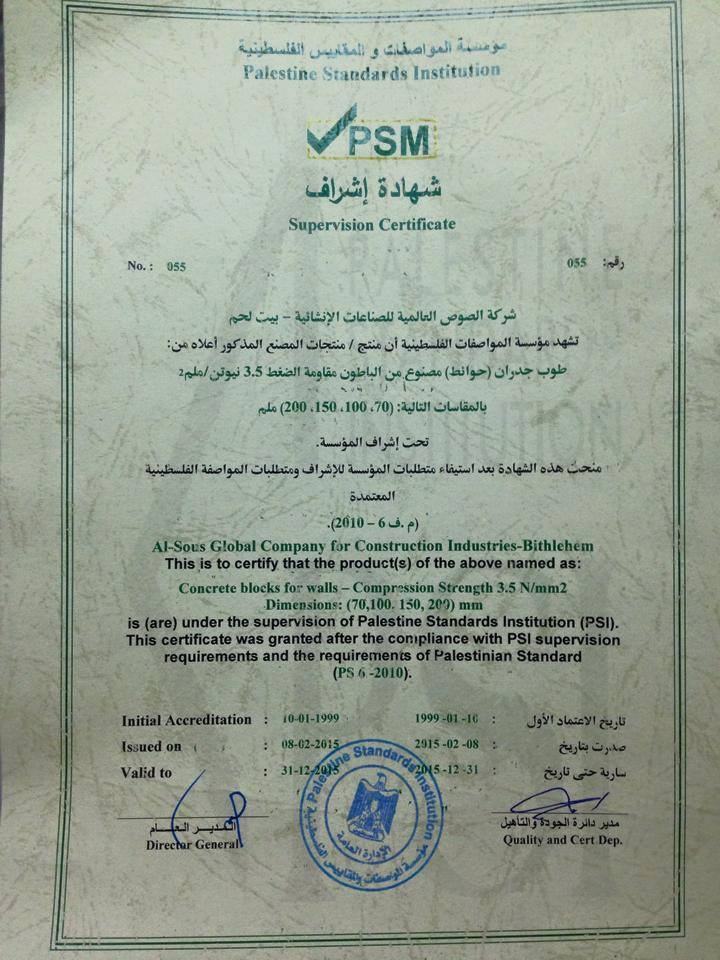 مؤسسة المواصفات و المقاييس الفلسطينية
Palestine Standards Institution
PSM
شهادة إشراف
Supervision Certificate
No. : 055 رقم: 055
شركة الصوص العالمية للصناعات الإنشائية – بيت لحم
تشهد مؤسسة المواصفات الفلسطينية أن منتج / منتجات المصنع المذكور أعلاه من:
طوب جدران (حوائط) مصنوع من الباطون مقاومة الضغط 3.5 نيوتن/ملم2
بالمقاسات التالية: (70، 100، 150، 200) ملم
تحت إشراف المؤسسة.
منحت هذه الشهادة بعد استيفاء متطلبات المؤسسة للإشراف ومتطلبات المواصفة الفلسطينية
المعتمدة
(م .ف 6 – 2010).
Al-Sous Global Company for Construction Industries-Bithlehem
This is to certify that the product(s) of the above named as:
Concrete blocks for walls – Compression Strength 3.5 N/mm2
Dimensions: (70,100. 150, 200) mm
is (are) under the supervision of Palestine Standards Institution (PSI).
This certificate was granted after the compliance with PSI supervision
requirements and the requirements of Palestinian Standard
(PS 6 -2010).
Initial Accreditation : 10-01-1999 1999 -01 -10 : تاريخ الاعتماد الأول
Issued on : 08-02-2015 2015 -02 -08 : صدرت بتاريخ
Valid to : 31-12-2015 2015 -12 -31 : سارية حتى تاريخ
Palestine Standards Institution
الإدارة العامة
مؤسسة المواصفات والمقاييس الفلسطينية
المدير العام
Director General
مدير دائرة الجودة والتأهيل
Quality and Cert Dep.